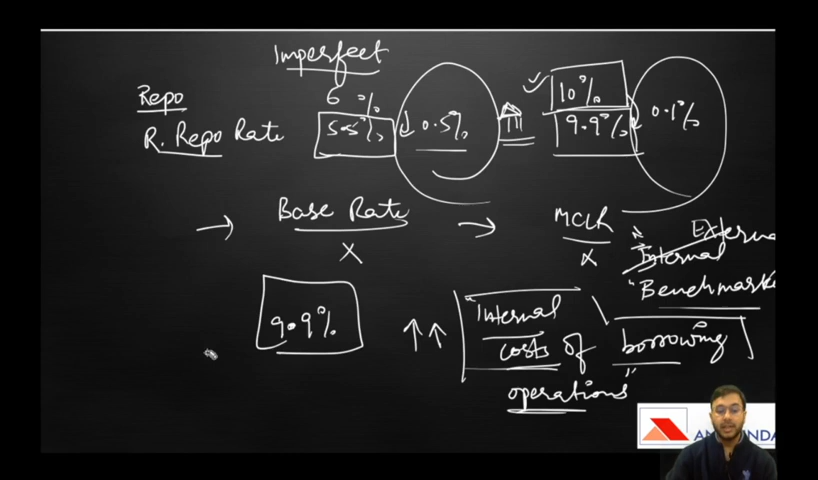 Imperfect
Repo 6 %
R. Repo Rate 5.5% ↓ 0.5%
10%
9.9% ↓ 0.1%
→ Base Rate → MCLR
X
External
Internal
"Benchmark
9.9%
↑↑ "Internal
costs of borrowing
operations"